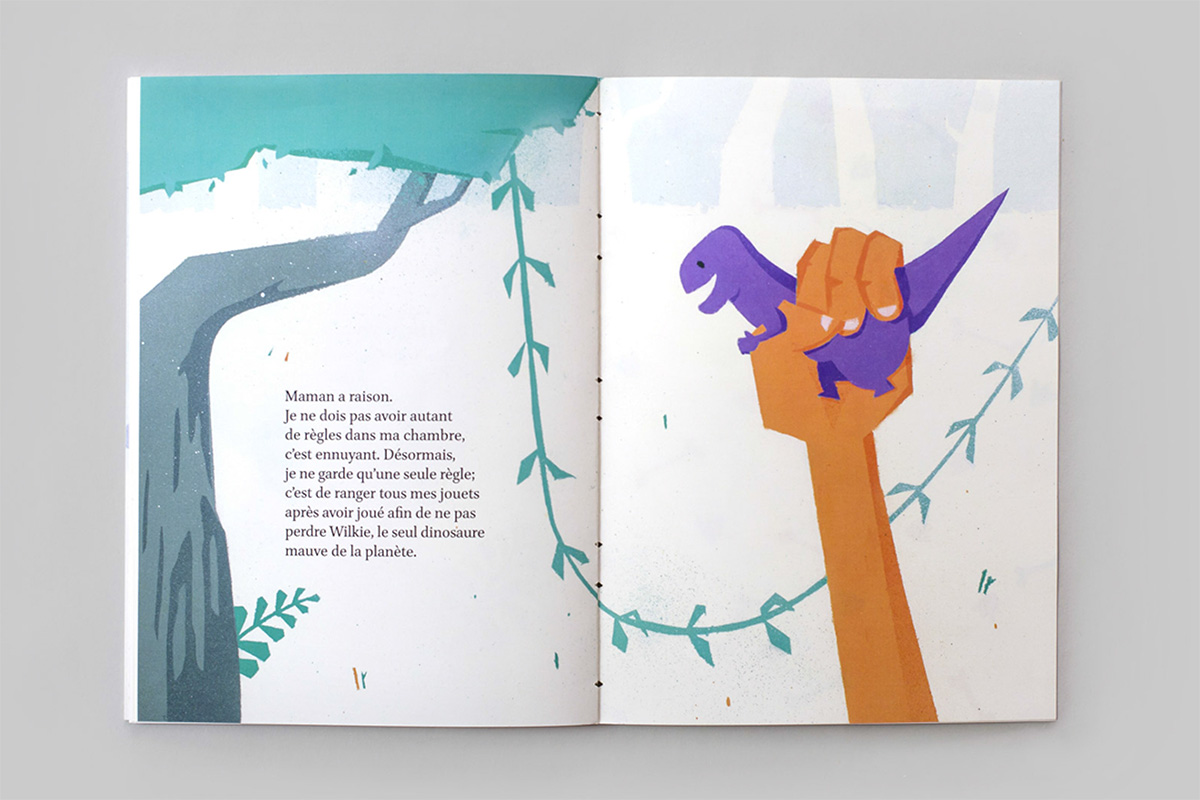 Maman a raison.
Je ne dois pas avoir autant
de règles dans ma chambre,
c’est ennuyant. Désormais,
je ne garde qu’une seule règle;
c’est de ranger tous mes jouets
après avoir joué afin de ne pas
perdre Wilkie, le seul dinosaure
mauve de la planète.